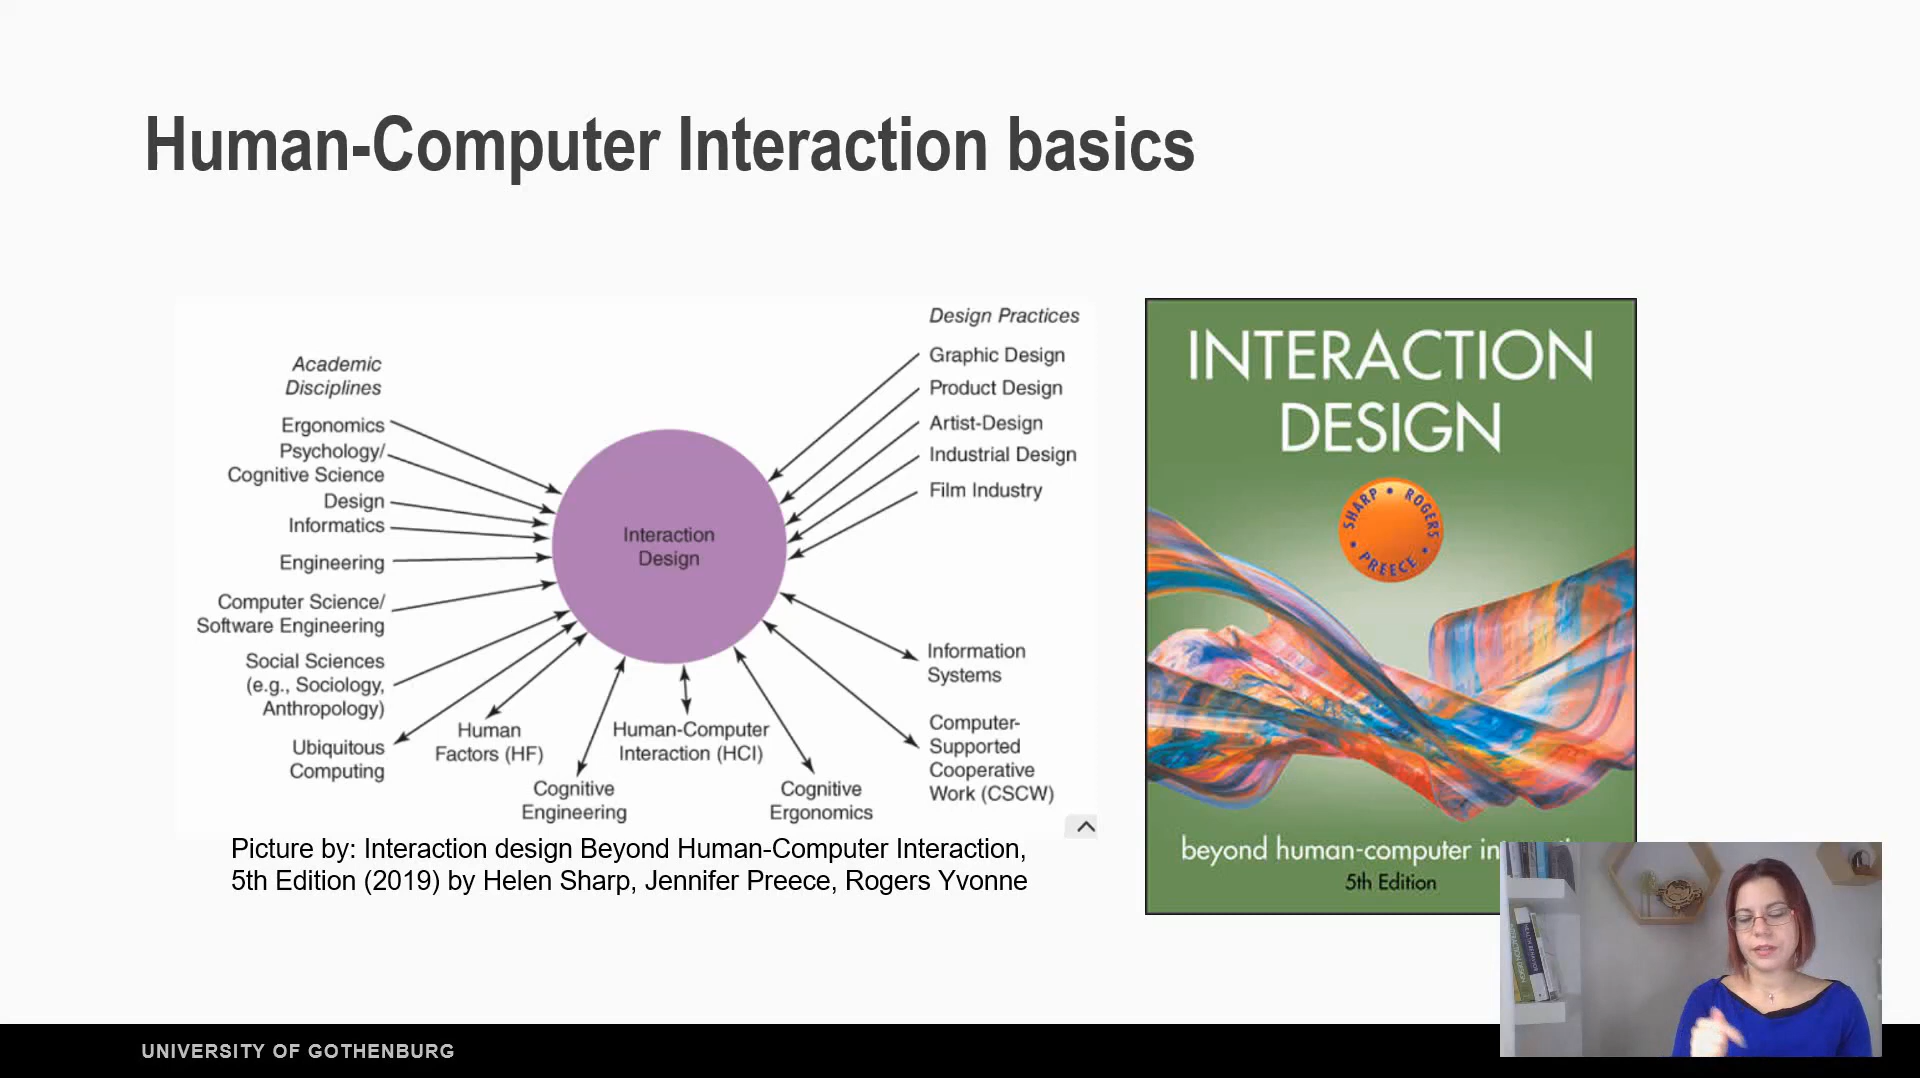 Human-Computer Interaction basics
Academic
Disciplines
Ergonomics
Psychology/
Cognitive Science
Design
Informatics
Engineering
Computer Science/
Software Engineering
Social Sciences
(e.g., Sociology,
Anthropology)
Ubiquitous
Computing
Human
Factors (HF)
Cognitive
Engineering
Human-Computer
Interaction (HCI)
Cognitive
Ergonomics
Interaction
Design
Design Practices
Graphic Design
Product Design
Artist-Design
Industrial Design
Film Industry
Information
Systems
Computer-
Supported
Cooperative
Work (CSCW)
Picture by: Interaction design Beyond Human-Computer Interaction,
5th Edition (2019) by Helen Sharp, Jennifer Preece, Rogers Yvonne
INTERACTION
DESIGN
SHARP • ROGERS • PREECE •
beyond human-computer in
5th Edition
UNIVERSITY OF GOTHENBURG